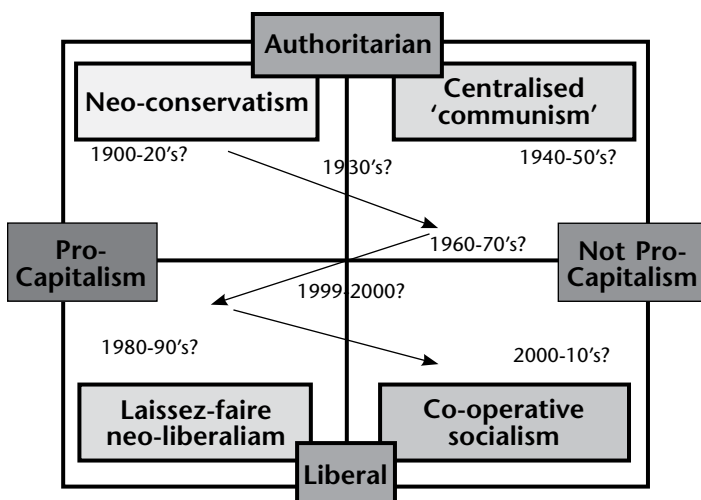 Authoritarian
Neo-conservatism
Centralised
'communism'
1900-20's?
1930's?
1940-50's?
Pro-
Capitalism
1960-70's?
Not Pro-
Capitalism
1999-2000?
1980-90's?
2000-10's?
Laissez-faire
neo-liberaliam
Co-operative
socialism
Liberal